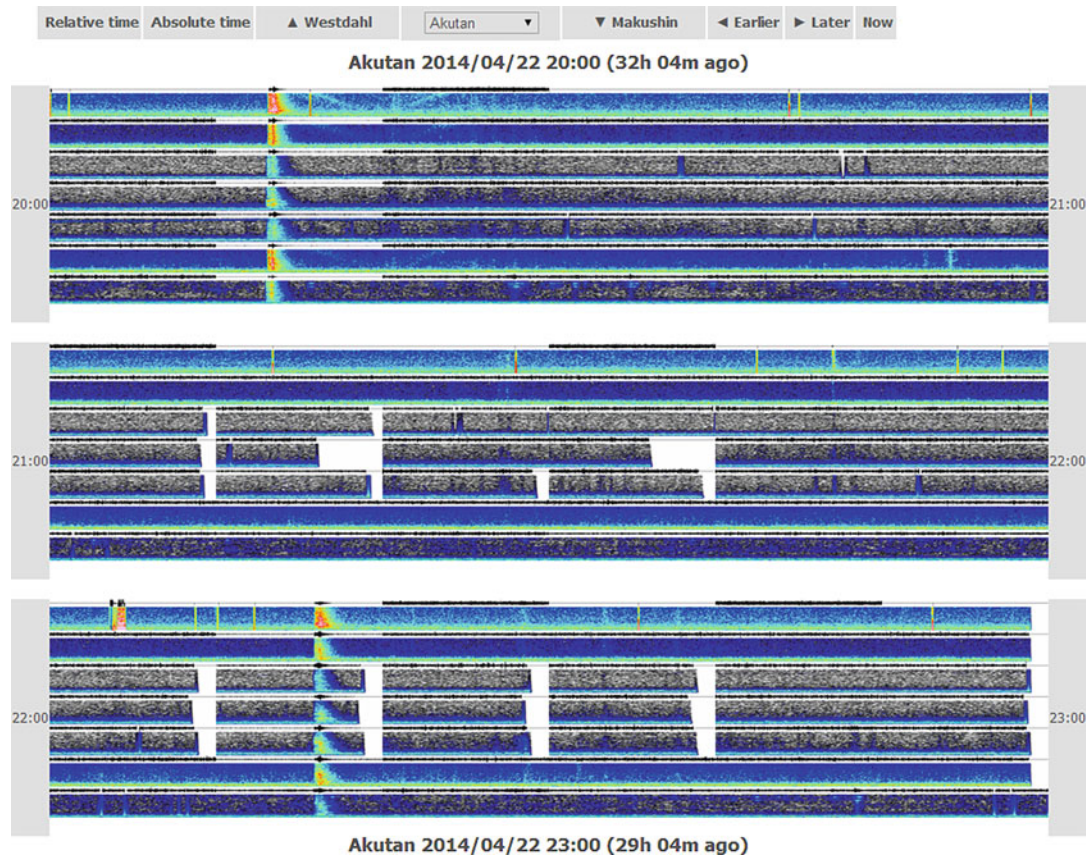 Relative time Absolute time ▲ Westdahl Akutan ▼ ▼ Makushin ◄ Earlier ► Later Now
Akutan 2014/04/22 20:00 (32h 04m ago)
20:00 21:00
21:00 22:00
22:00 23:00
Akutan 2014/04/22 23:00 (29h 04m ago)